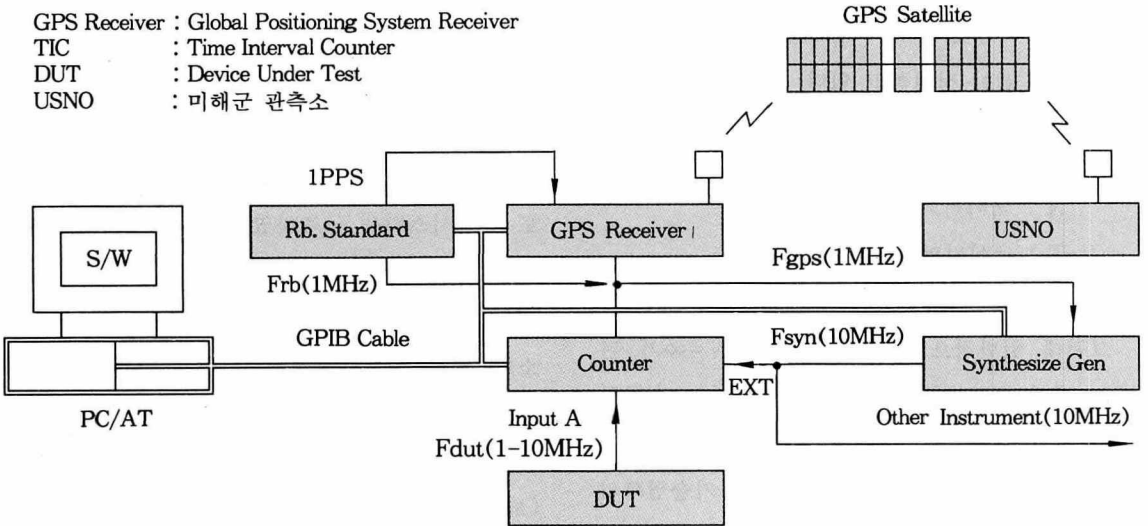 GPS Receiver : Global Positioning System Receiver
TIC : Time Interval Counter
DUT : Device Under Test
USNO : 미해군 관측소
GPS Satellite
1PPS
Rb. Standard
GPS Receiver
USNO
S/W
Frb(1MHz)
Fgps(1MHz)
GPIB Cable
Fsyn(10MHz)
Counter
Synthesize Gen
EXT
PC/AT
Input A
Other Instrument(10MHz)
Fdut(1-10MHz)
DUT